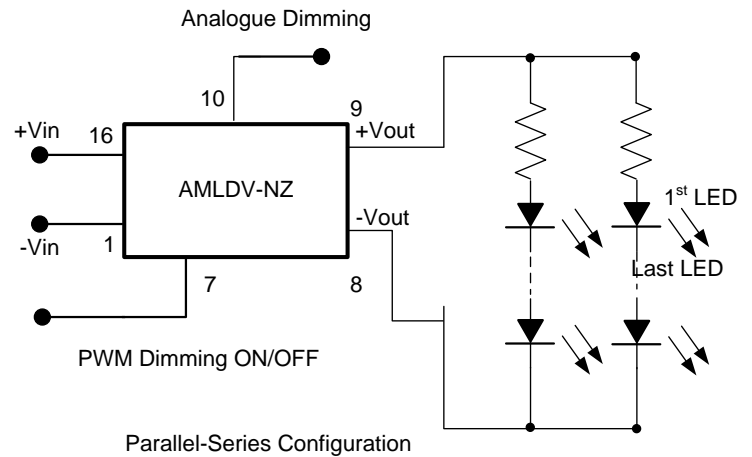 Analogue Dimming
10
9
+Vin
16
+Vout
AMLDV-NZ
1st LED
-Vout
-Vin
1
Last LED
7
8
PWM Dimming ON/OFF
Parallel-Series Configuration